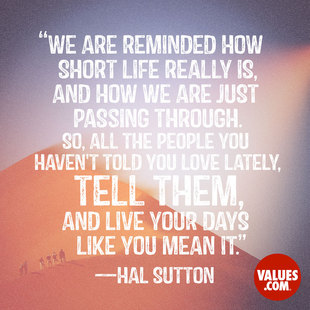 “WE ARE REMINDED HOW
SHORT LIFE REALLY IS,
AND HOW WE ARE JUST
PASSING THROUGH.
SO, ALL THE PEOPLE YOU
HAVEN'T TOLD YOU LOVE LATELY,
TELL THEM,
AND LIVE YOUR DAYS
LIKE YOU MEAN IT.”
—HAL SUTTON
VALUES
.COM